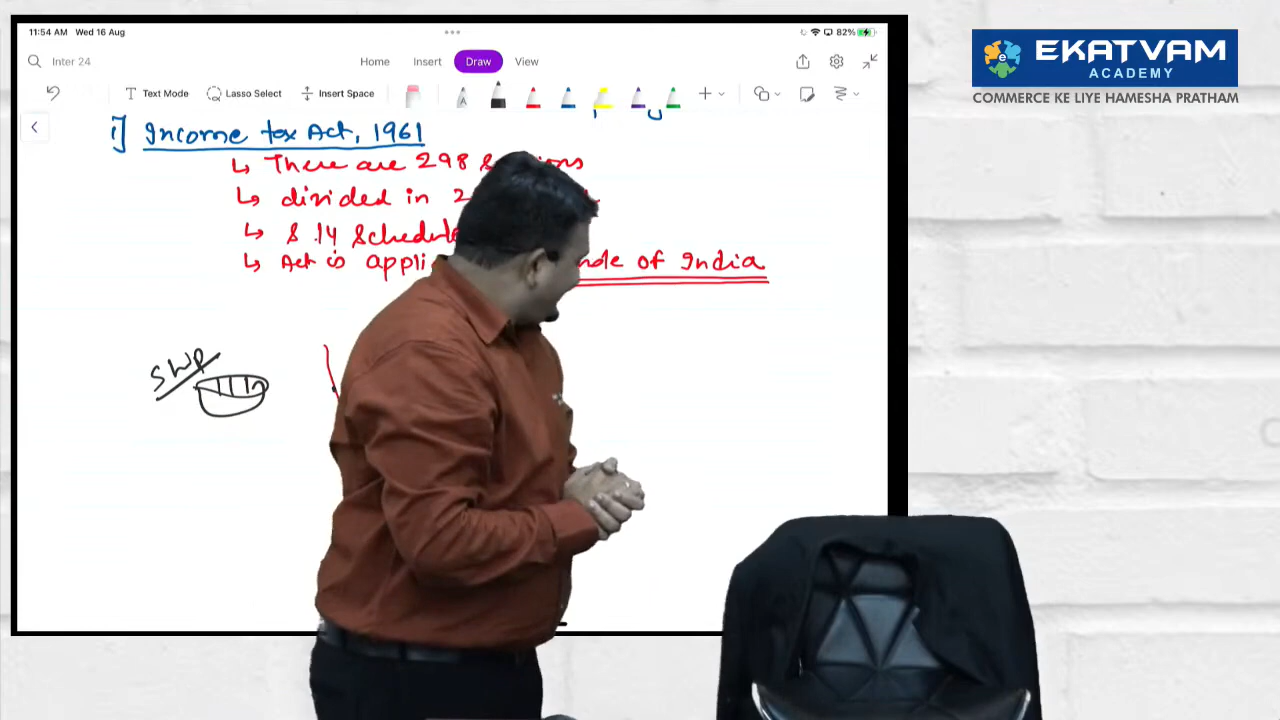 11:54 AM Wed 16 Aug
82%
Inter 24
Home Insert Draw View
Text Mode Lasso Select Insert Space
i] Income tax Act, 1961
↳ There are 298
↳ divided in 2
↳ & 14 Schedule
↳ Act is appli of India
SWP
EKATVAM
ACADEMY
COMMERCE KE LIYE HAMESHA PRATHAM